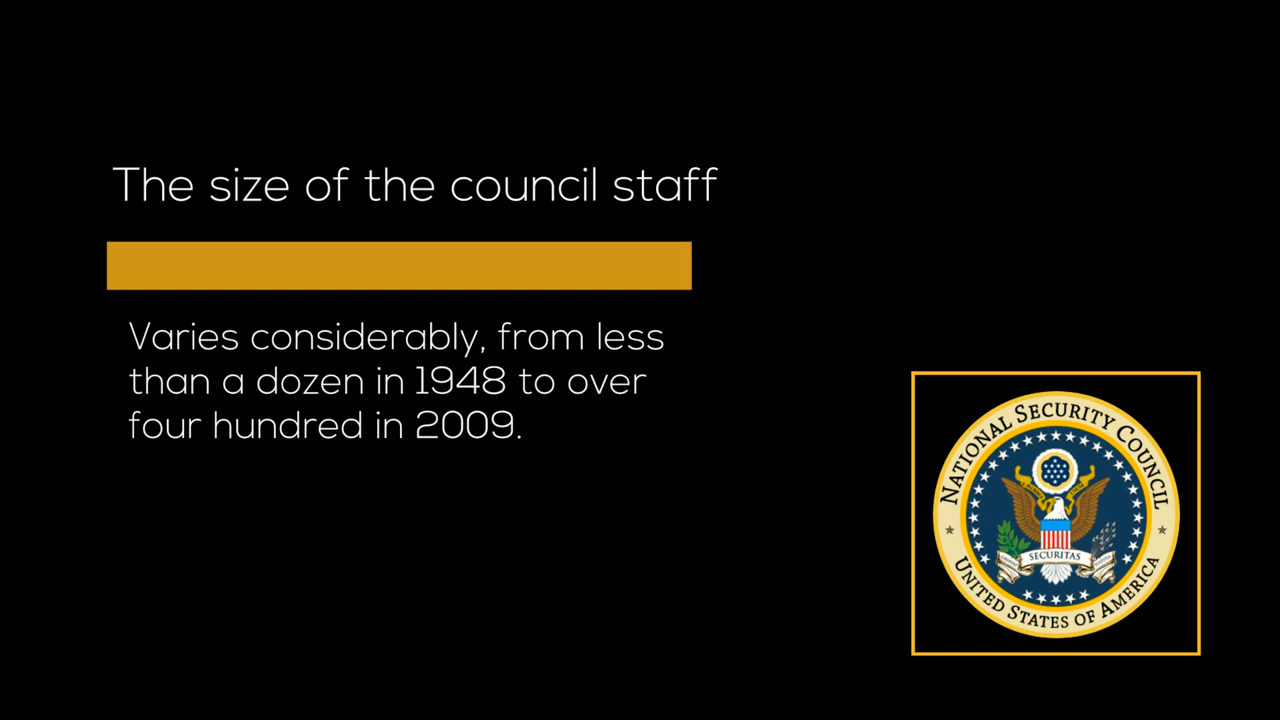 The size of the council staff
Varies considerably, from less
than a dozen in 1948 to over
four hundred in 2009.
NATIONAL SECURITY COUNCIL
SECURITAS
UNITED STATES OF AMERICA